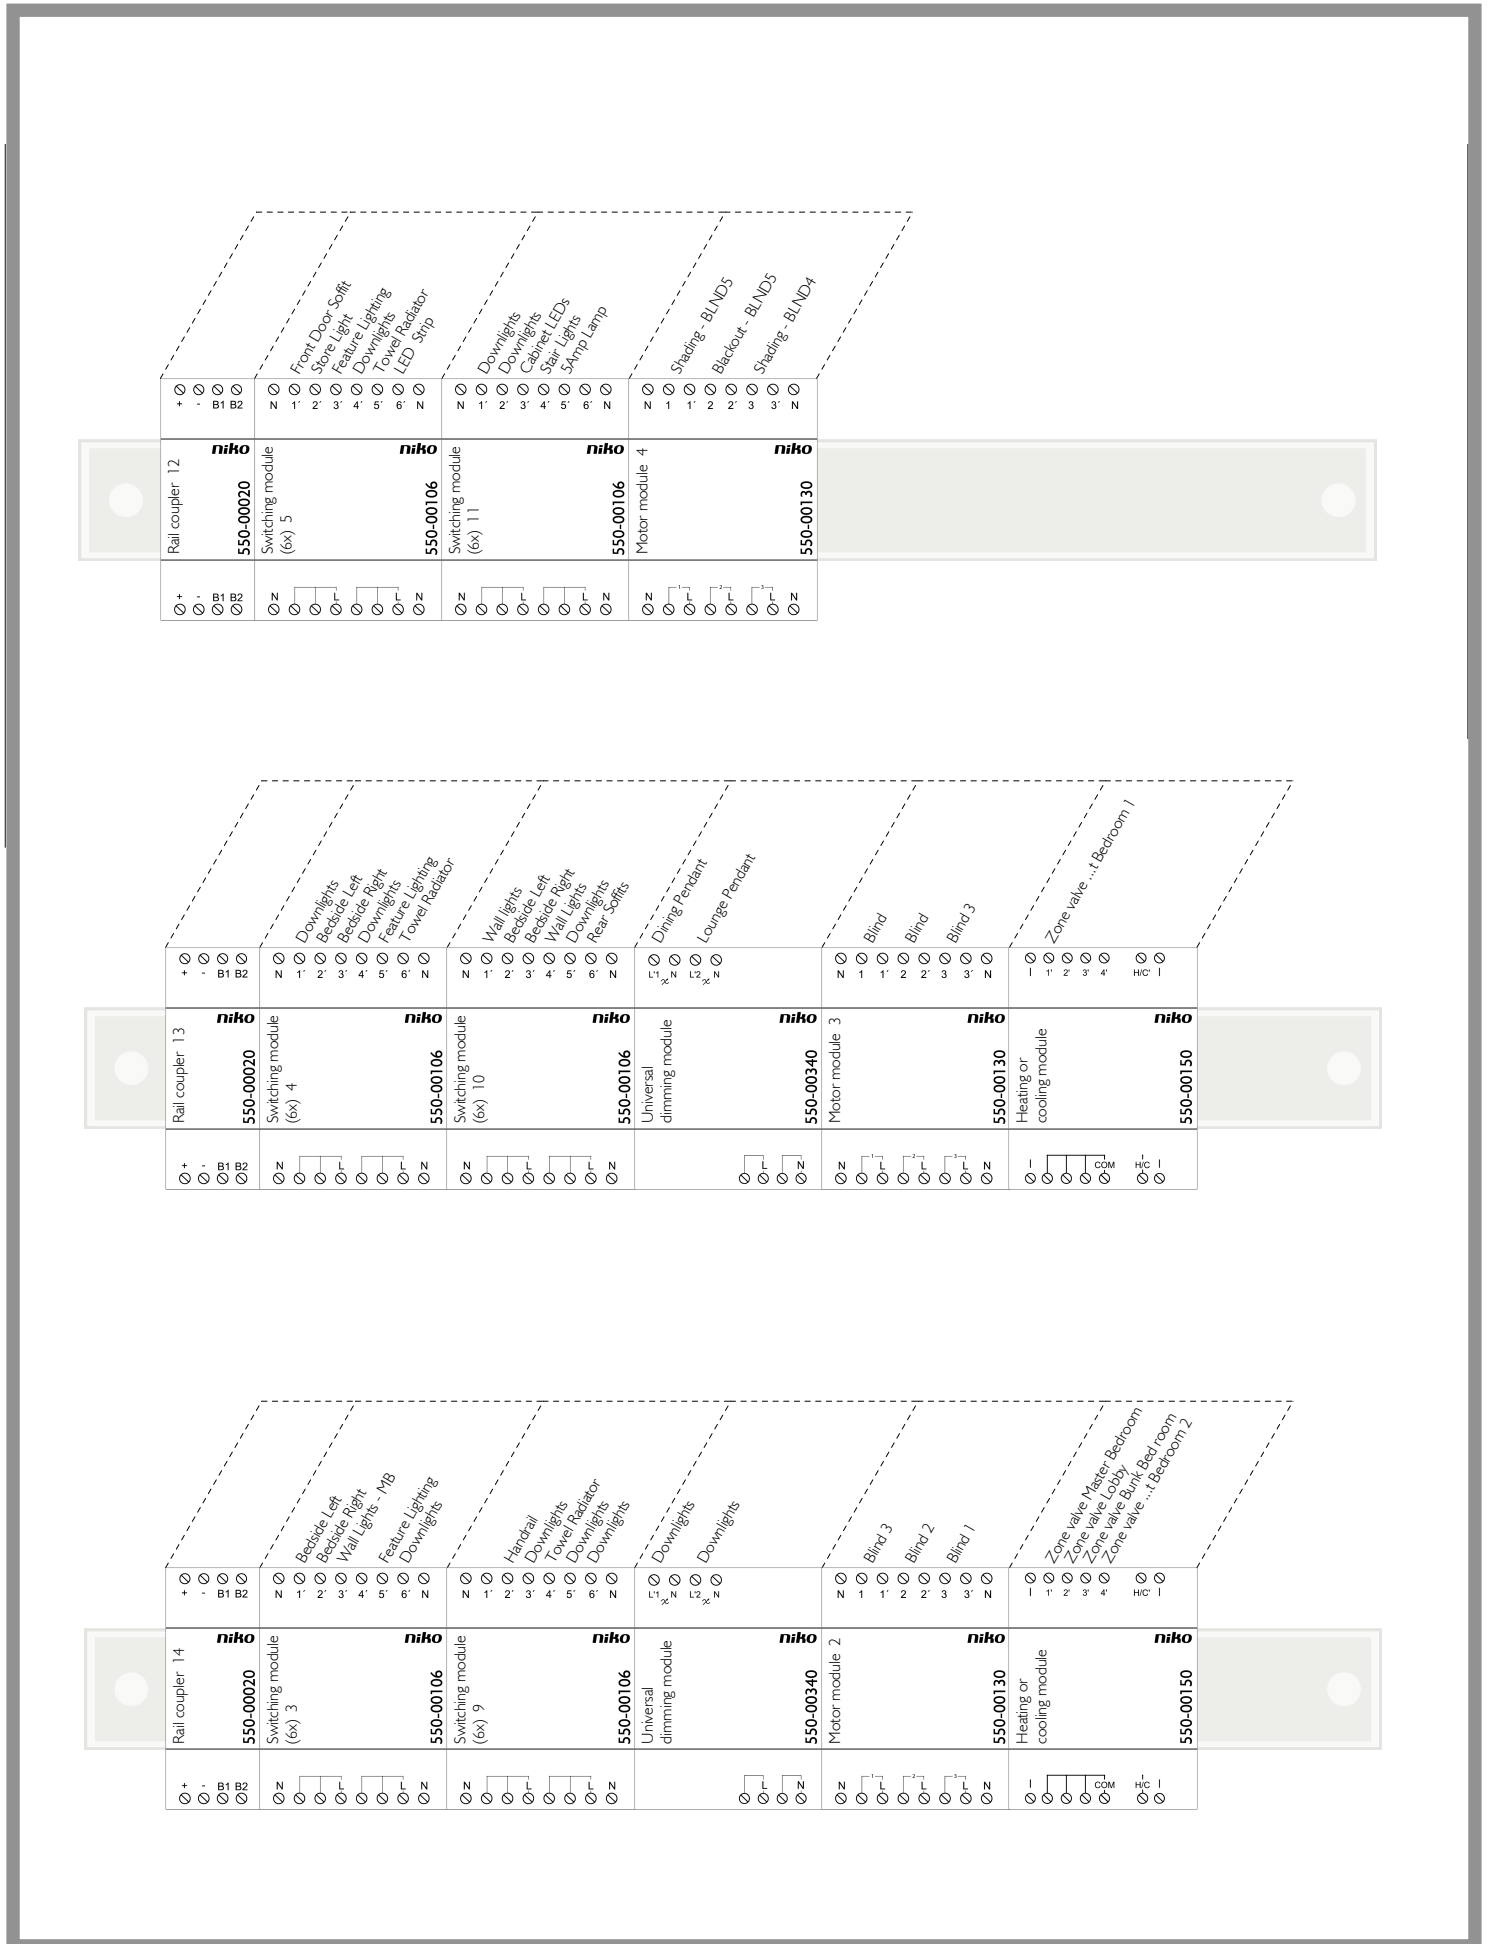 Front Door Soffit
Store Light
Feature Lighting
Downlights
Towel Radiator
LED Strip
Downlights
Downlights
Cabinet LEDs
Stair Lights
5Amp Lamp
Shading - BLND5
Blackout - BLND5
Shading - BLND4
+ - B1 B2 N 1´ 2´ 3´ 4´ 5´ 6´ N N 1´ 2´ 3´ 4´ 5´ 6´ N N 1 1´ 2 2´ 3 3´ N
niko niko niko niko
Rail coupler 12
550-00020
Switching module
(6x) 5
550-00106
Switching module
(6x) 11
550-00106
Motor module 4
550-00130
+ - B1 B2 N L L N N L L N N 1 L 2 L 3 L N
Downlights
Bedside Left
Bedside Right
Downlights
Feature Lighting
Towel Radiator
Wall lights
Bedside Left
Bedside Right
Wall Lights
Downlights
Rear Soffits
Dining Pendant
Lounge Pendant
Blind
Blind
Blind 3
Zone valve ...t Bedroom 1
+ - B1 B2 N 1´ 2´ 3´ 4´ 5´ 6´ N N 1´ 2´ 3´ 4´ 5´ 6´ N L'1 N L'2 N N 1 1´ 2 2´ 3 3´ N I 1' 2' 3' 4' H/C' I
niko niko niko niko niko niko
Rail coupler 13
550-00020
Switching module
(6x) 4
550-00106
Switching module
(6x) 10
550-00106
Universal
dimming module
550-00340
Motor module 3
550-00130
Heating or
cooling module
550-00150
+ - B1 B2 N L L N N L L N L N N 1 L 2 L 3 L N I COM H/C I
Bedside Left
Bedside Right
Wall Lights - MB
Feature Lighting
Downlights
Handrail
Downlights
Towel Radiator
Downlights
Downlights
Downlights
Downlights
Blind 3
Blind 2
Blind 1
Zone valve Master Bedroom
Zone valve Lobby
Zone valve Bunk Bed room
Zone valve ...t Bedroom 2
+ - B1 B2 N 1´ 2´ 3´ 4´ 5´ 6´ N N 1´ 2´ 3´ 4´ 5´ 6´ N L'1 N L'2 N N 1 1´ 2 2´ 3 3´ N I 1' 2' 3' 4' H/C' I
niko niko niko niko niko niko
Rail coupler 14
550-00020
Switching module
(6x) 3
550-00106
Switching module
(6x) 9
550-00106
Universal
dimming module
550-00340
Motor module 2
550-00130
Heating or
cooling module
550-00150
+ - B1 B2 N L L N N L L N L N N 1 L 2 L 3 L N I COM H/C I